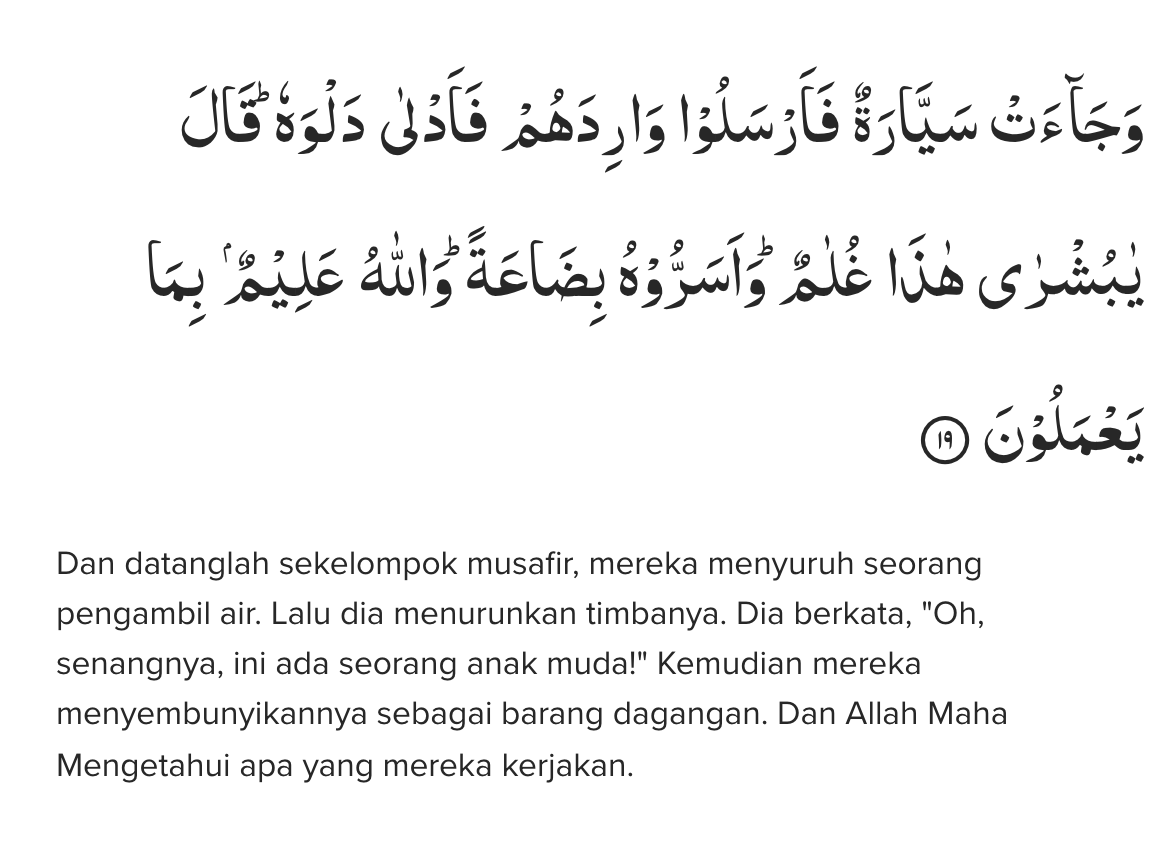 وَجَاۤءَتْ سَيَّارَةٌ فَاَرْسَلُوْا وَارِدَهُمْ فَاَدْلٰى دَلْوَهٗ ۗقَالَ
يٰبُشْرٰى هٰذَا غُلٰمٌ ۗوَاَسَرُّوْهُ بِضَاعَةً ۗوَاللّٰهُ عَلِيْمٌ ۢ بِمَا
يَعْمَلُوْنَ ١٩
Dan datanglah sekelompok musafir, mereka menyuruh seorang
pengambil air. Lalu dia menurunkan timbanya. Dia berkata, "Oh,
senangnya, ini ada seorang anak muda!" Kemudian mereka
menyembunyikannya sebagai barang dagangan. Dan Allah Maha
Mengetahui apa yang mereka kerjakan.